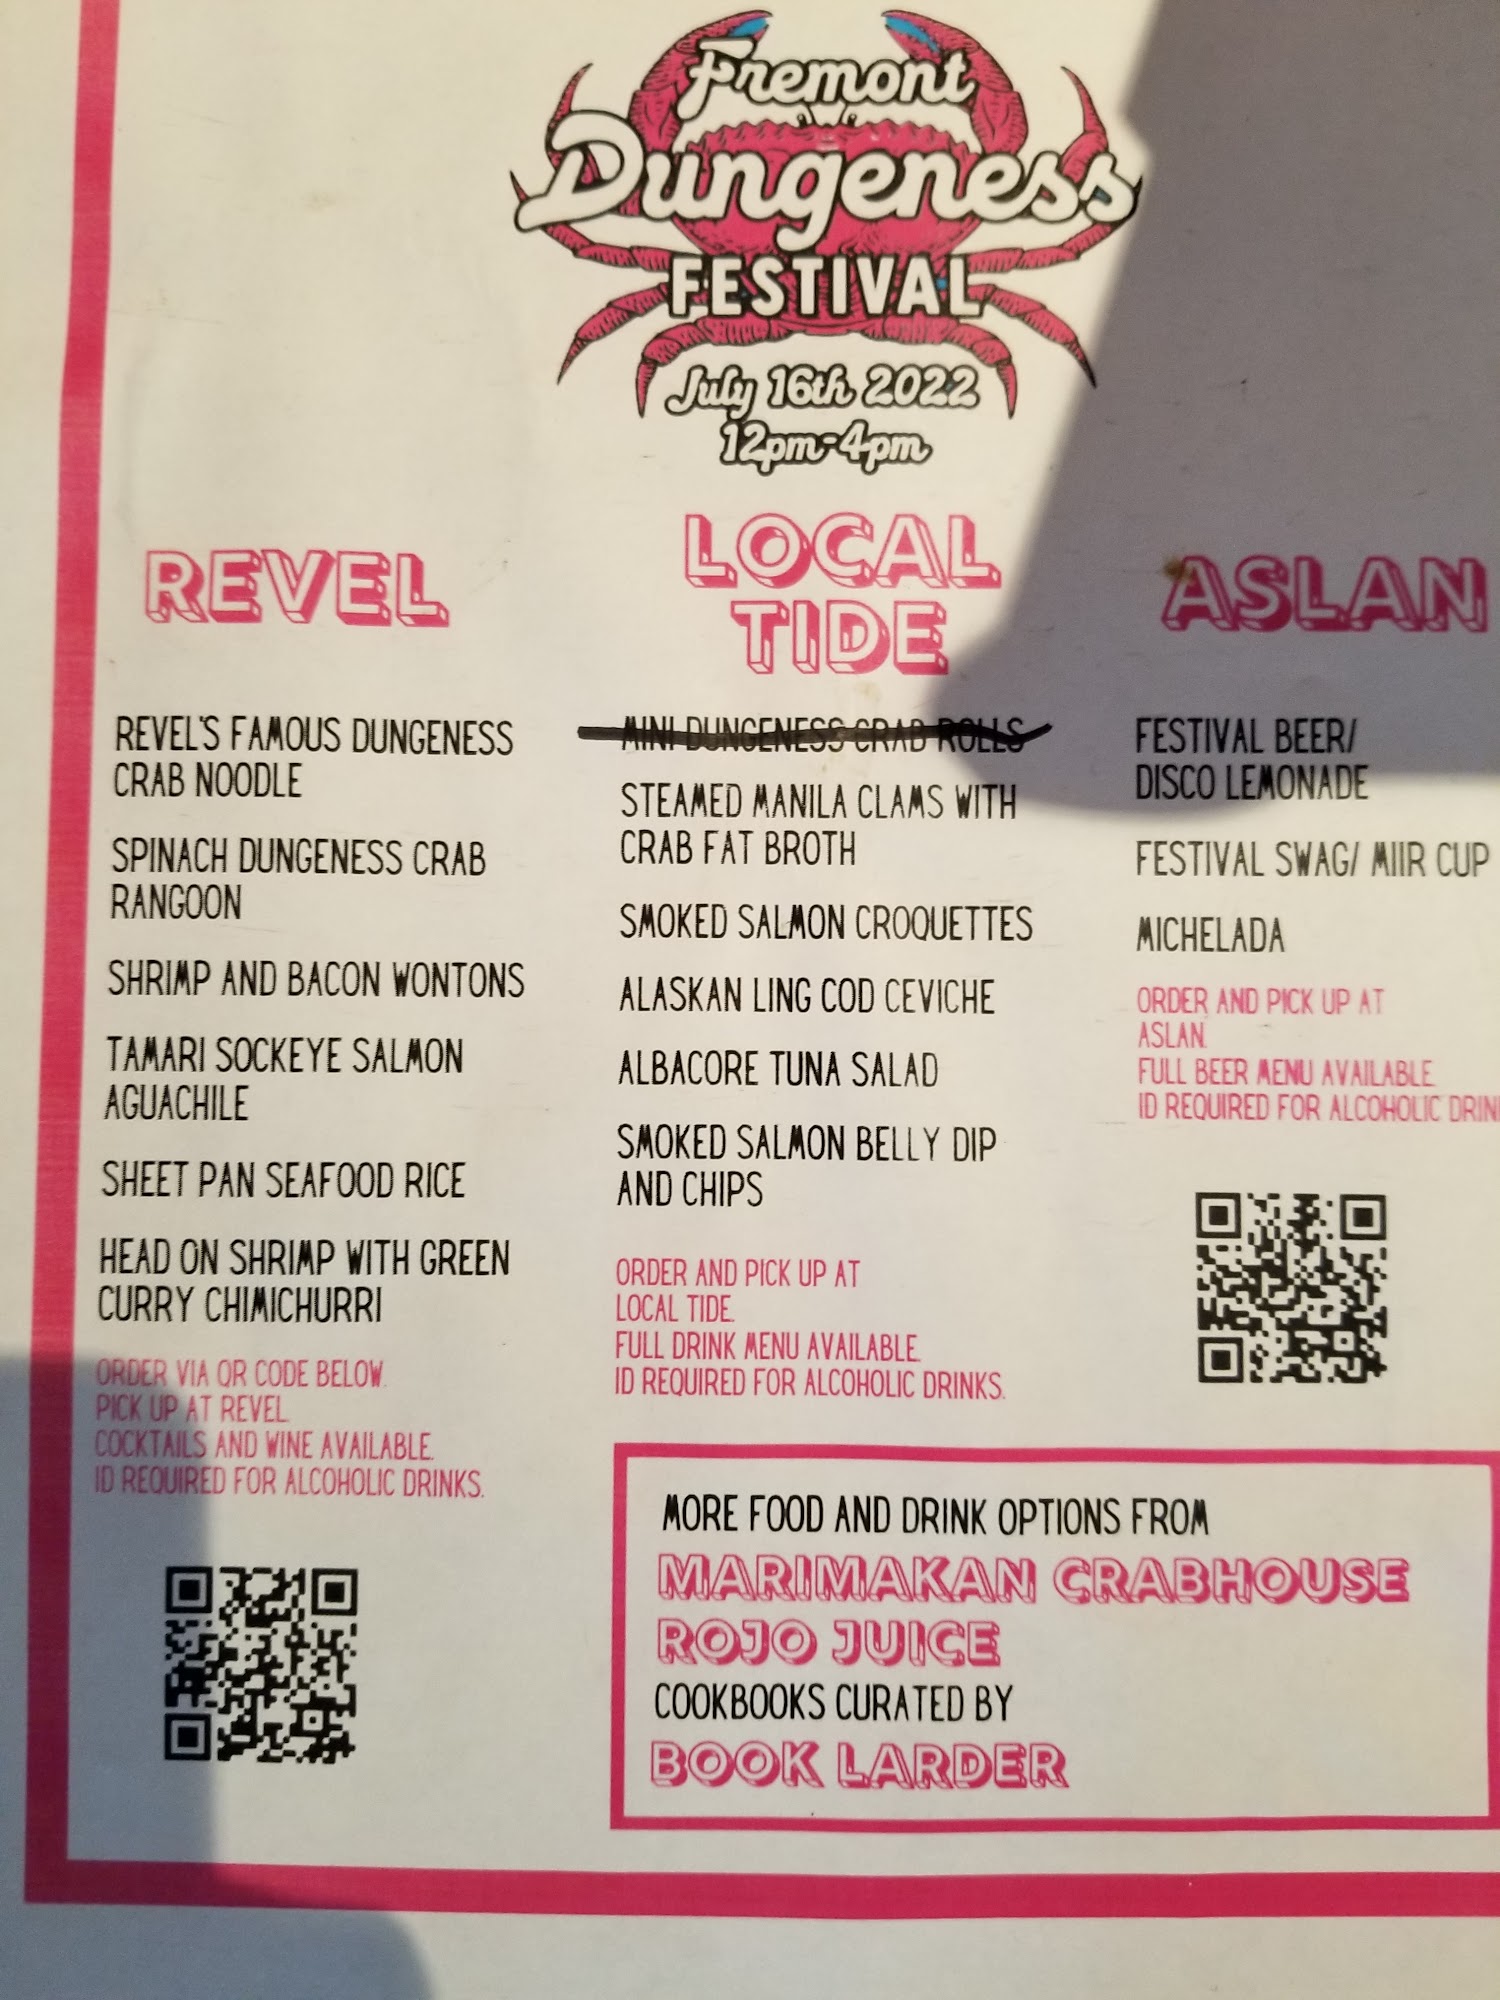 Fremont
Dungeness
FESTIVAL
July 16th 2022
12pm-4pm
REVEL
REVEL'S FAMOUS DUNGENESS
CRAB NOODLE
SPINACH DUNGENESS CRAB
RANGOON
SHRIMP AND BACON WONTONS
TAMARI SOCKEYE SALMON
AGUACHILE
SHEET PAN SEAFOOD RICE
HEAD ON SHRIMP WITH GREEN
CURRY CHIMICHURRI
ORDER VIA QR CODE BELOW.
PICK UP AT REVEL.
COCKTAILS AND WINE AVAILABLE.
ID REQUIRED FOR ALCOHOLIC DRINKS.
LOCAL
TIDE
MINI DUNGENESS CRAB ROLLS
STEAMED MANILA CLAMS WITH
CRAB FAT BROTH
SMOKED SALMON CROQUETTES
ALASKAN LING COD CEVICHE
ALBACORE TUNA SALAD
SMOKED SALMON BELLY DIP
AND CHIPS
ORDER AND PICK UP AT
LOCAL TIDE.
FULL DRINK MENU AVAILABLE.
ID REQUIRED FOR ALCOHOLIC DRINKS.
ASLAN
FESTIVAL BEER/
DISCO LEMONADE
FESTIVAL SWAG/ MIIR CUP
MICHELADA
ORDER AND PICK UP AT
ASLAN.
FULL BEER MENU AVAILABLE.
ID REQUIRED FOR ALCOHOLIC DRIN
MORE FOOD AND DRINK OPTIONS FROM
MARIMAKAN CRABHOUSE
ROJO JUICE
COOKBOOKS CURATED BY
BOOK LARDER